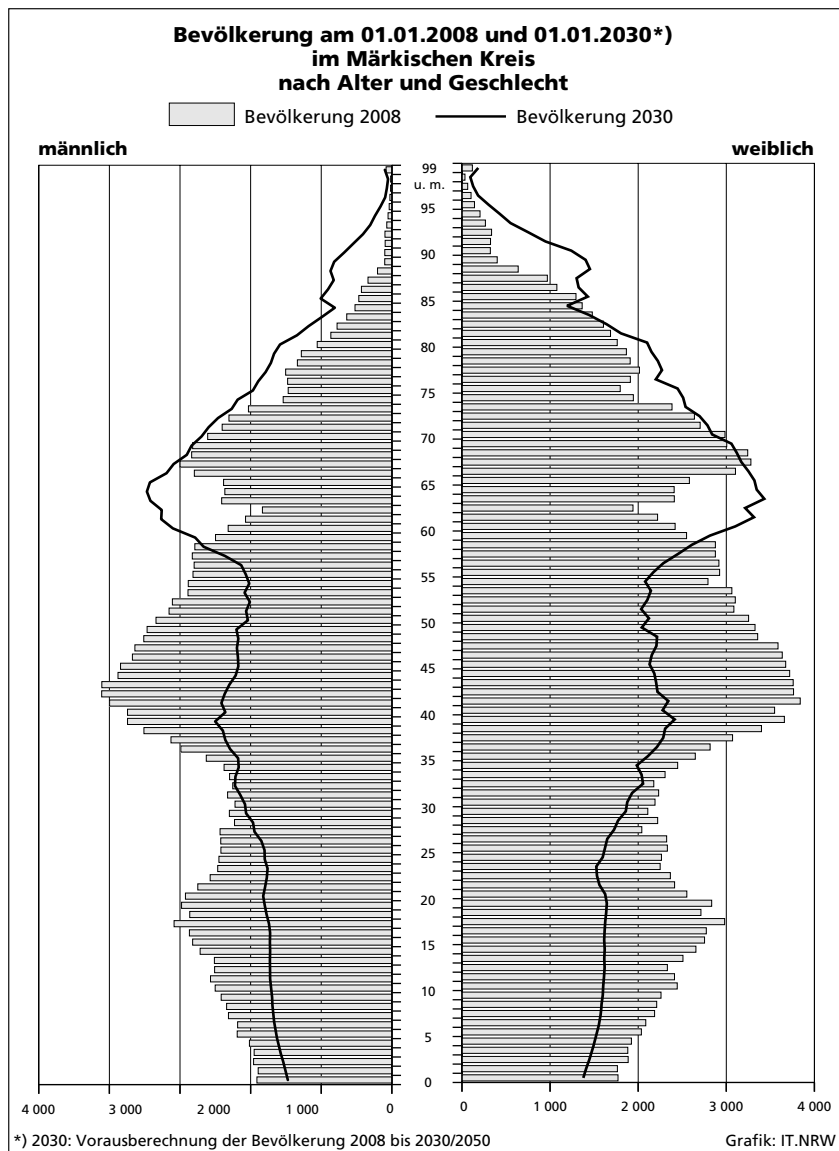 Bevölkerung am 01.01.2008 und 01.01.2030*)
im Märkischen Kreis
nach Alter und Geschlecht
Bevölkerung 2008 Bevölkerung 2030
männlich weiblich
99
u. m.
95
90
85
80
75
70
65
60
55
50
45
40
35
30
25
20
15
10
5
0
4 000 3 000 2 000 1 000 0 0 1 000 2 000 3 000 4 000
*) 2030: Vorausberechnung der Bevölkerung 2008 bis 2030/2050 Grafik: IT.NRW